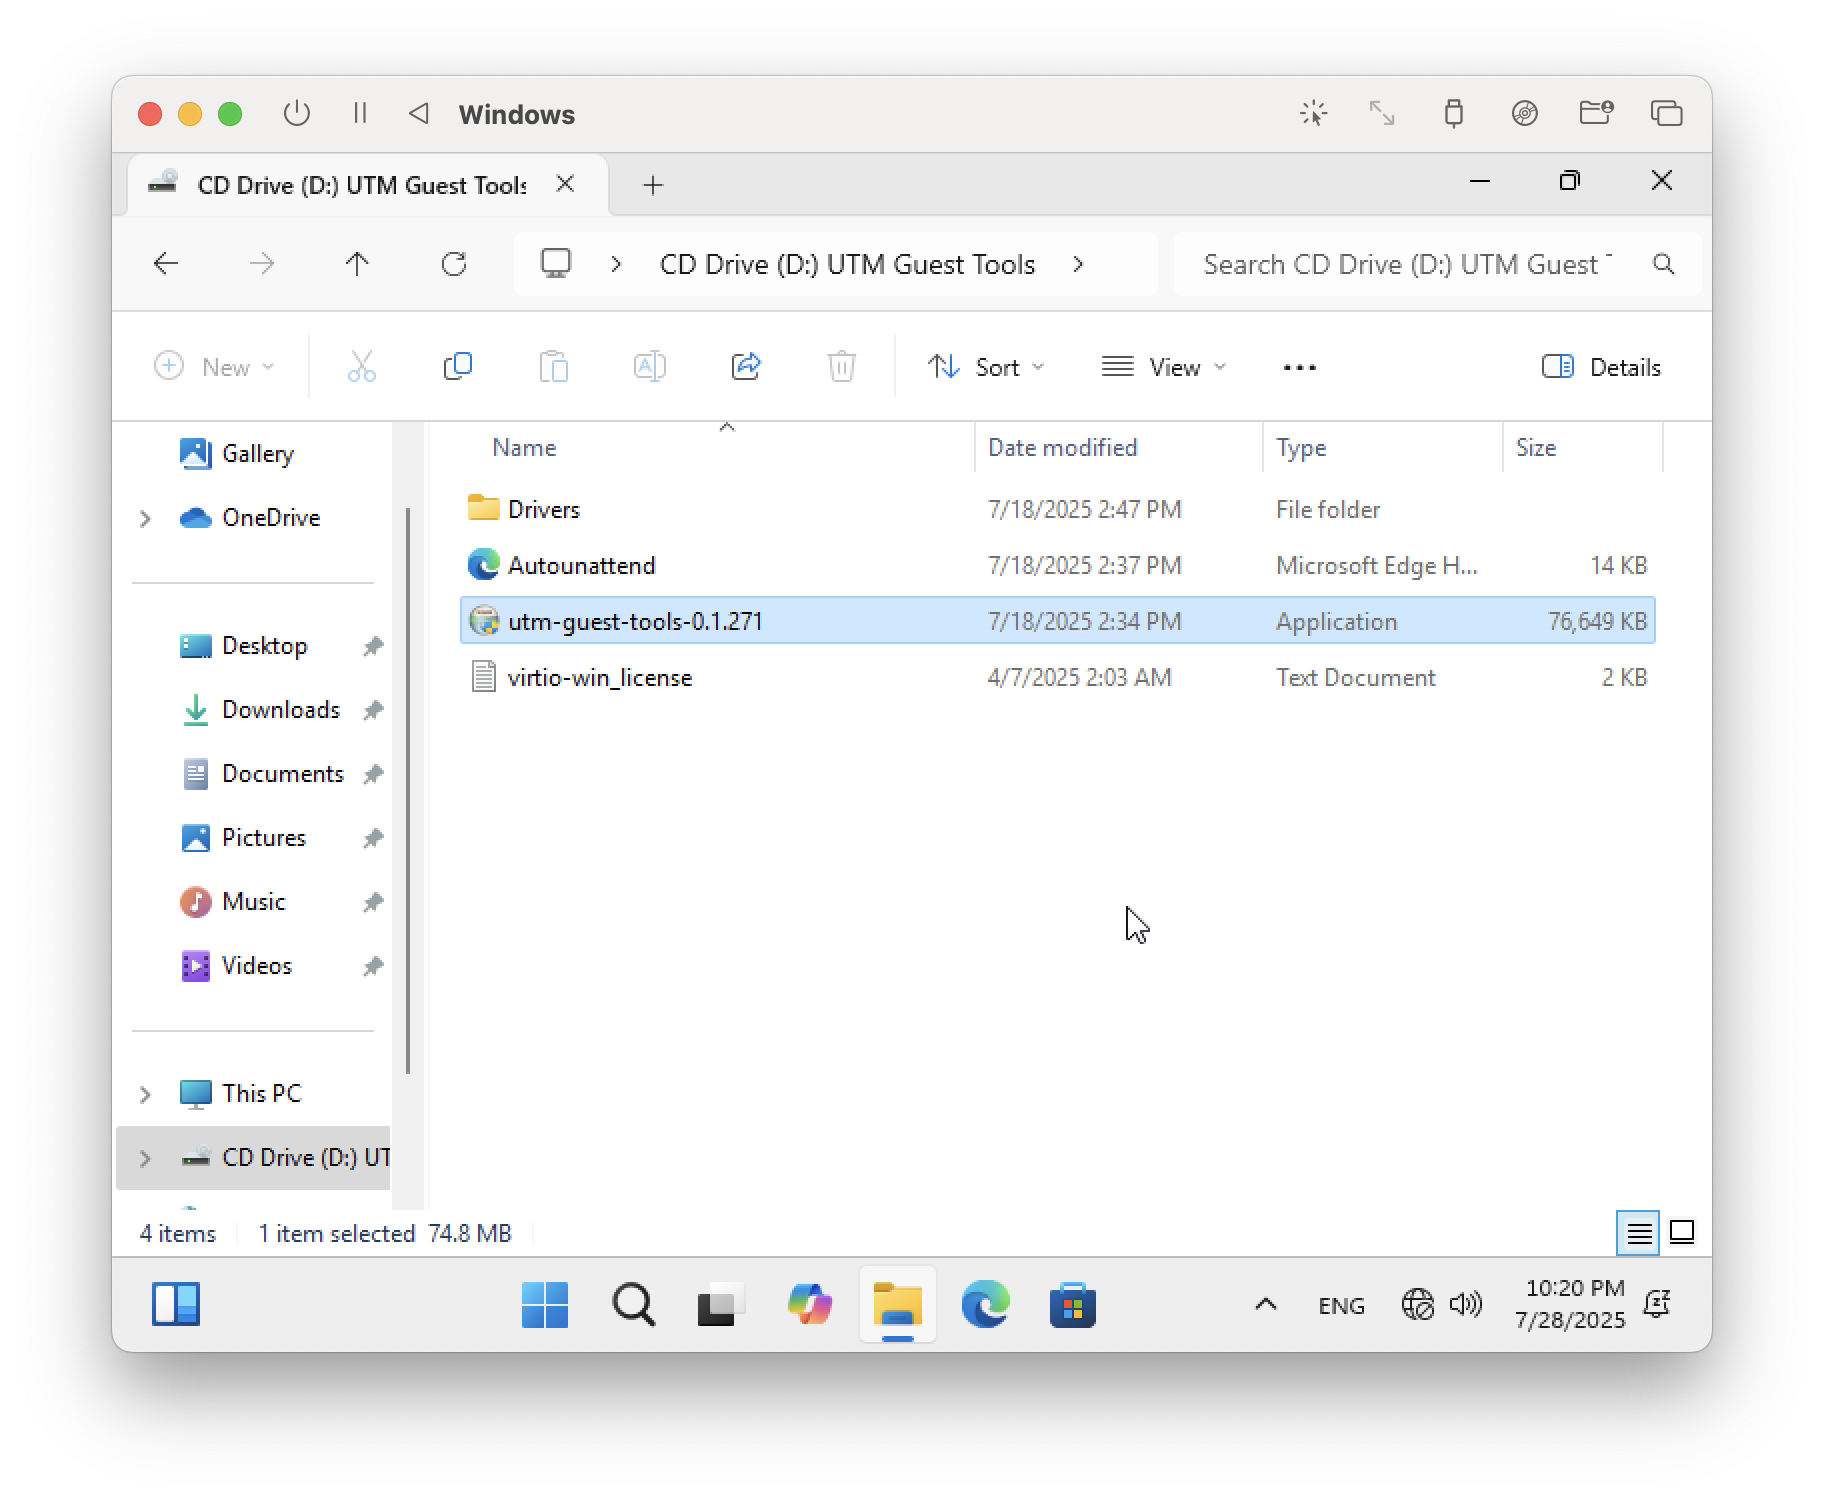 Windows
CD Drive (D:) UTM Guest Tools
CD Drive (D:) UTM Guest Tools
Search CD Drive (D:) UTM Guest
New
Sort
View
Details
Name
Date modified
Type
Size
Gallery
OneDrive
Desktop
Downloads
Documents
Pictures
Music
Videos
This PC
CD Drive (D:) UT
Drivers 7/18/2025 2:47 PM File folder
Autounattend 7/18/2025 2:37 PM Microsoft Edge H... 14 KB
utm-guest-tools-0.1.271 7/18/2025 2:34 PM Application 76,649 KB
virtio-win_license 4/7/2025 2:03 AM Text Document 2 KB
4 items 1 item selected 74.8 MB
ENG
10:20 PM
7/28/2025